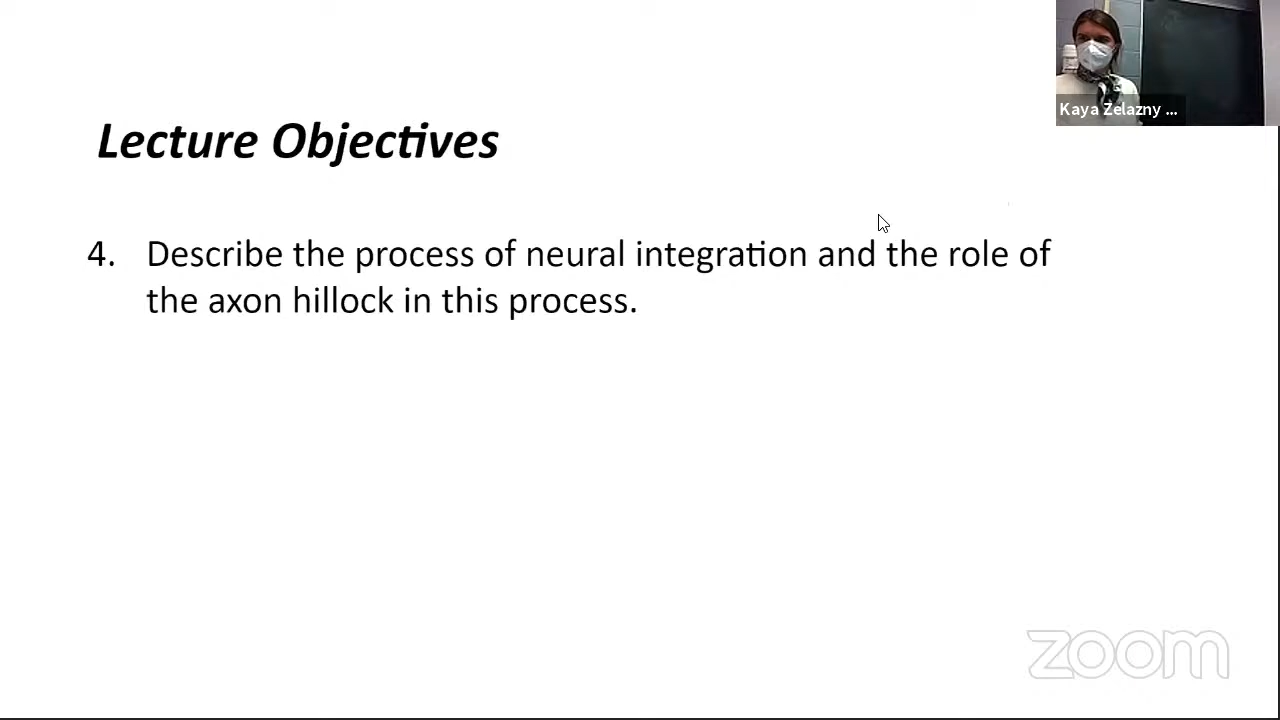 Kaya Zelazny ...
Lecture Objectives
4. Describe the process of neural integration and the role of
the axon hillock in this process.
zoom